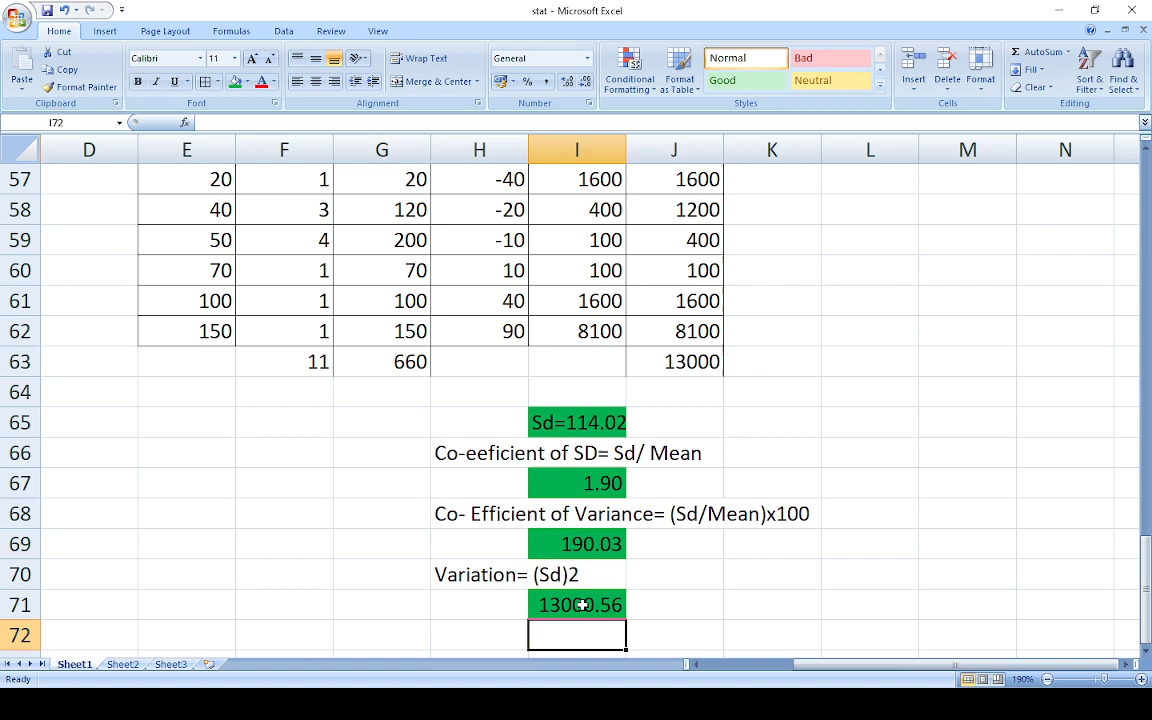 stat - Microsoft Excel
Home Insert Page Layout Formulas Data Review View
Paste Cut Copy Format Painter Clipboard
Calibri 11 A A B I U A Font
Wrap Text Merge & Center Alignment
General % , Number
Conditional Formatting Format as Table Normal Bad Good Neutral Styles
Insert Delete Format Cells
Σ AutoSum Fill Clear Sort & Filter Find & Select Editing
I72 fx
D E F G H I J K L M N
57 20 1 20 -40 1600 1600
58 40 3 120 -20 400 1200
59 50 4 200 -10 100 400
60 70 1 70 10 100 100
61 100 1 100 40 1600 1600
62 150 1 150 90 8100 8100
63 11 660 13000
64
65 Sd=114.02
66 Co-eeficient of SD= Sd/ Mean
67 1.90
68 Co- Efficient of Variance= (Sd/Mean)x100
69 190.03
70 Variation= (Sd)2
71 13000.56
72
Sheet1 Sheet2 Sheet3
Ready 190%